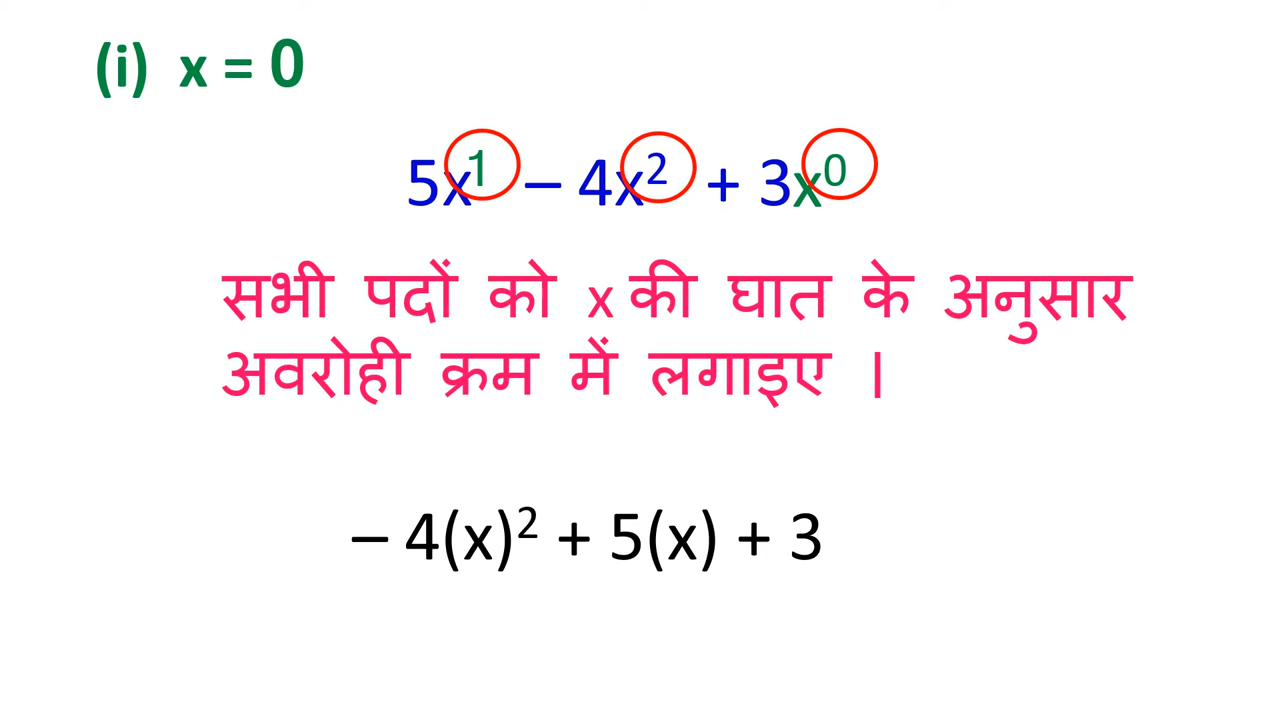 (i) x = 0
5x¹ – 4x² + 3x⁰
सभी पदों को x की घात के अनुसार
अवरोही क्रम में लगाइए ।
– 4(x)² + 5(x) + 3